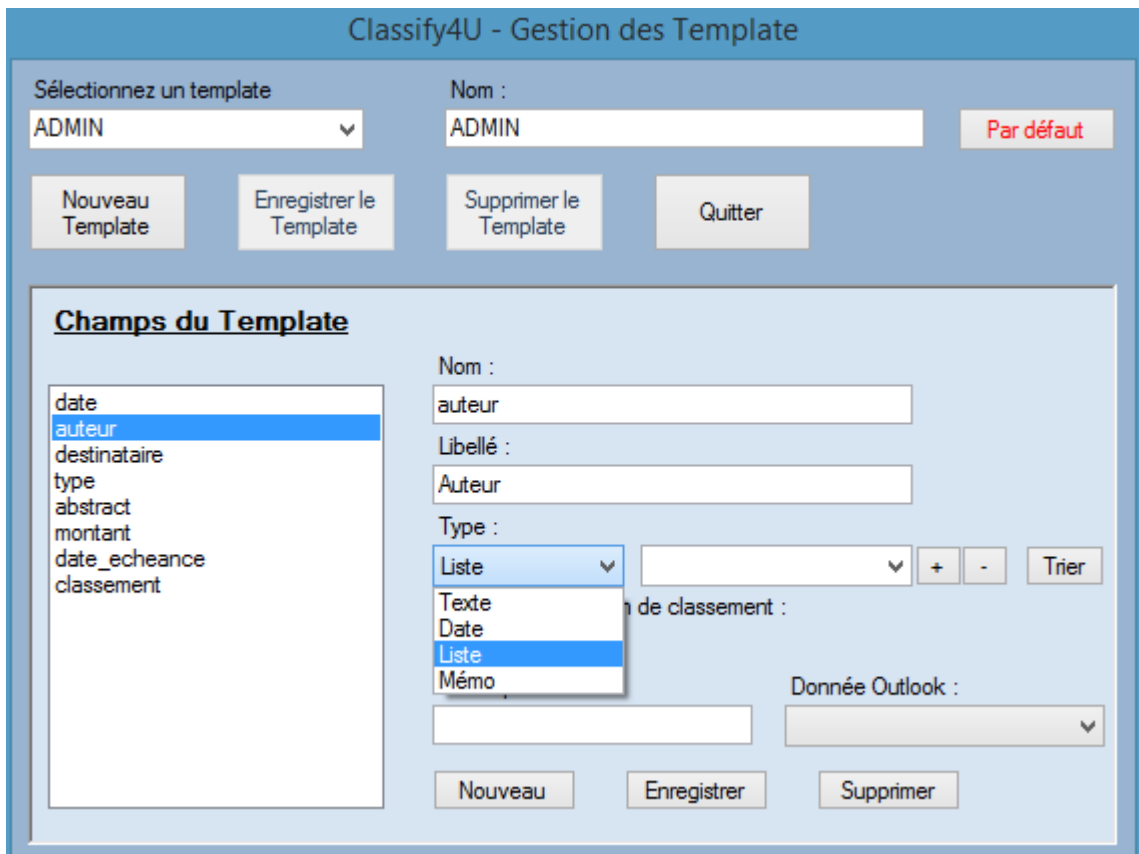 Classify4U - Gestion des Template
Sélectionnez un template
Nom :
ADMIN
ADMIN
Par défaut
Nouveau
Template
Enregistrer le
Template
Supprimer le
Template
Quitter
Champs du Template
date
auteur
destinataire
type
abstract
montant
date_echeance
classement
Nom :
auteur
Libellé :
Auteur
Type :
Liste
+
-
Trier
Texte
Date
Liste
Mémo
de classement :
Donnée Outlook :
Nouveau
Enregistrer
Supprimer